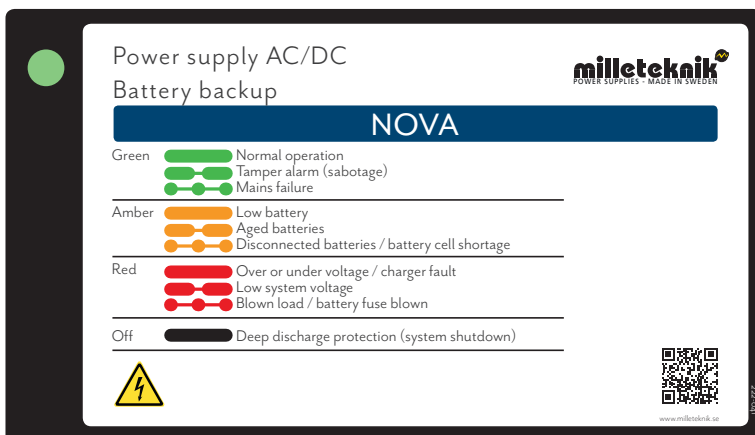 Power supply AC/DC
Battery backup
milleteknik
POWER SUPPLIES - MADE IN SWEDEN
NOVA
Green Normal operation
Tamper alarm (sabotage)
Mains failure
Amber Low battery
Aged batteries
Disconnected batteries / battery cell shortage
Red Over or under voltage / charger fault
Low system voltage
Blown load / battery fuse blown
Off Deep discharge protection (system shutdown)
www.milleteknik.se